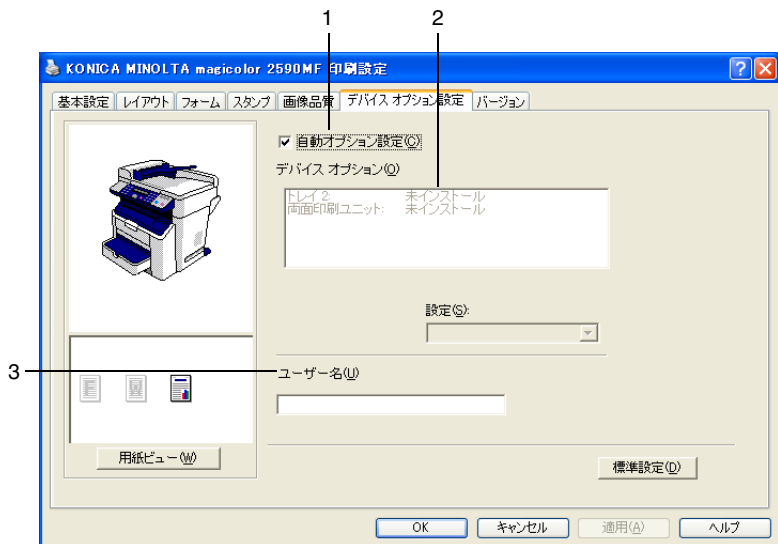 1
2
KONICA MINOLTA magicolor 2590MF 印刷設定
基本設定 レイアウト フォーム スタンプ 画像品質 デバイス オプション設定 バージョン
自動オプション設定(C)
デバイス オプション(O)
トレイ 2: 未インストール
両面印刷ユニット: 未インストール
設定(S):
3
ユーザー名(U)
用紙ビュー(W)
標準設定(D)
OK キャンセル 適用(A) ヘルプ